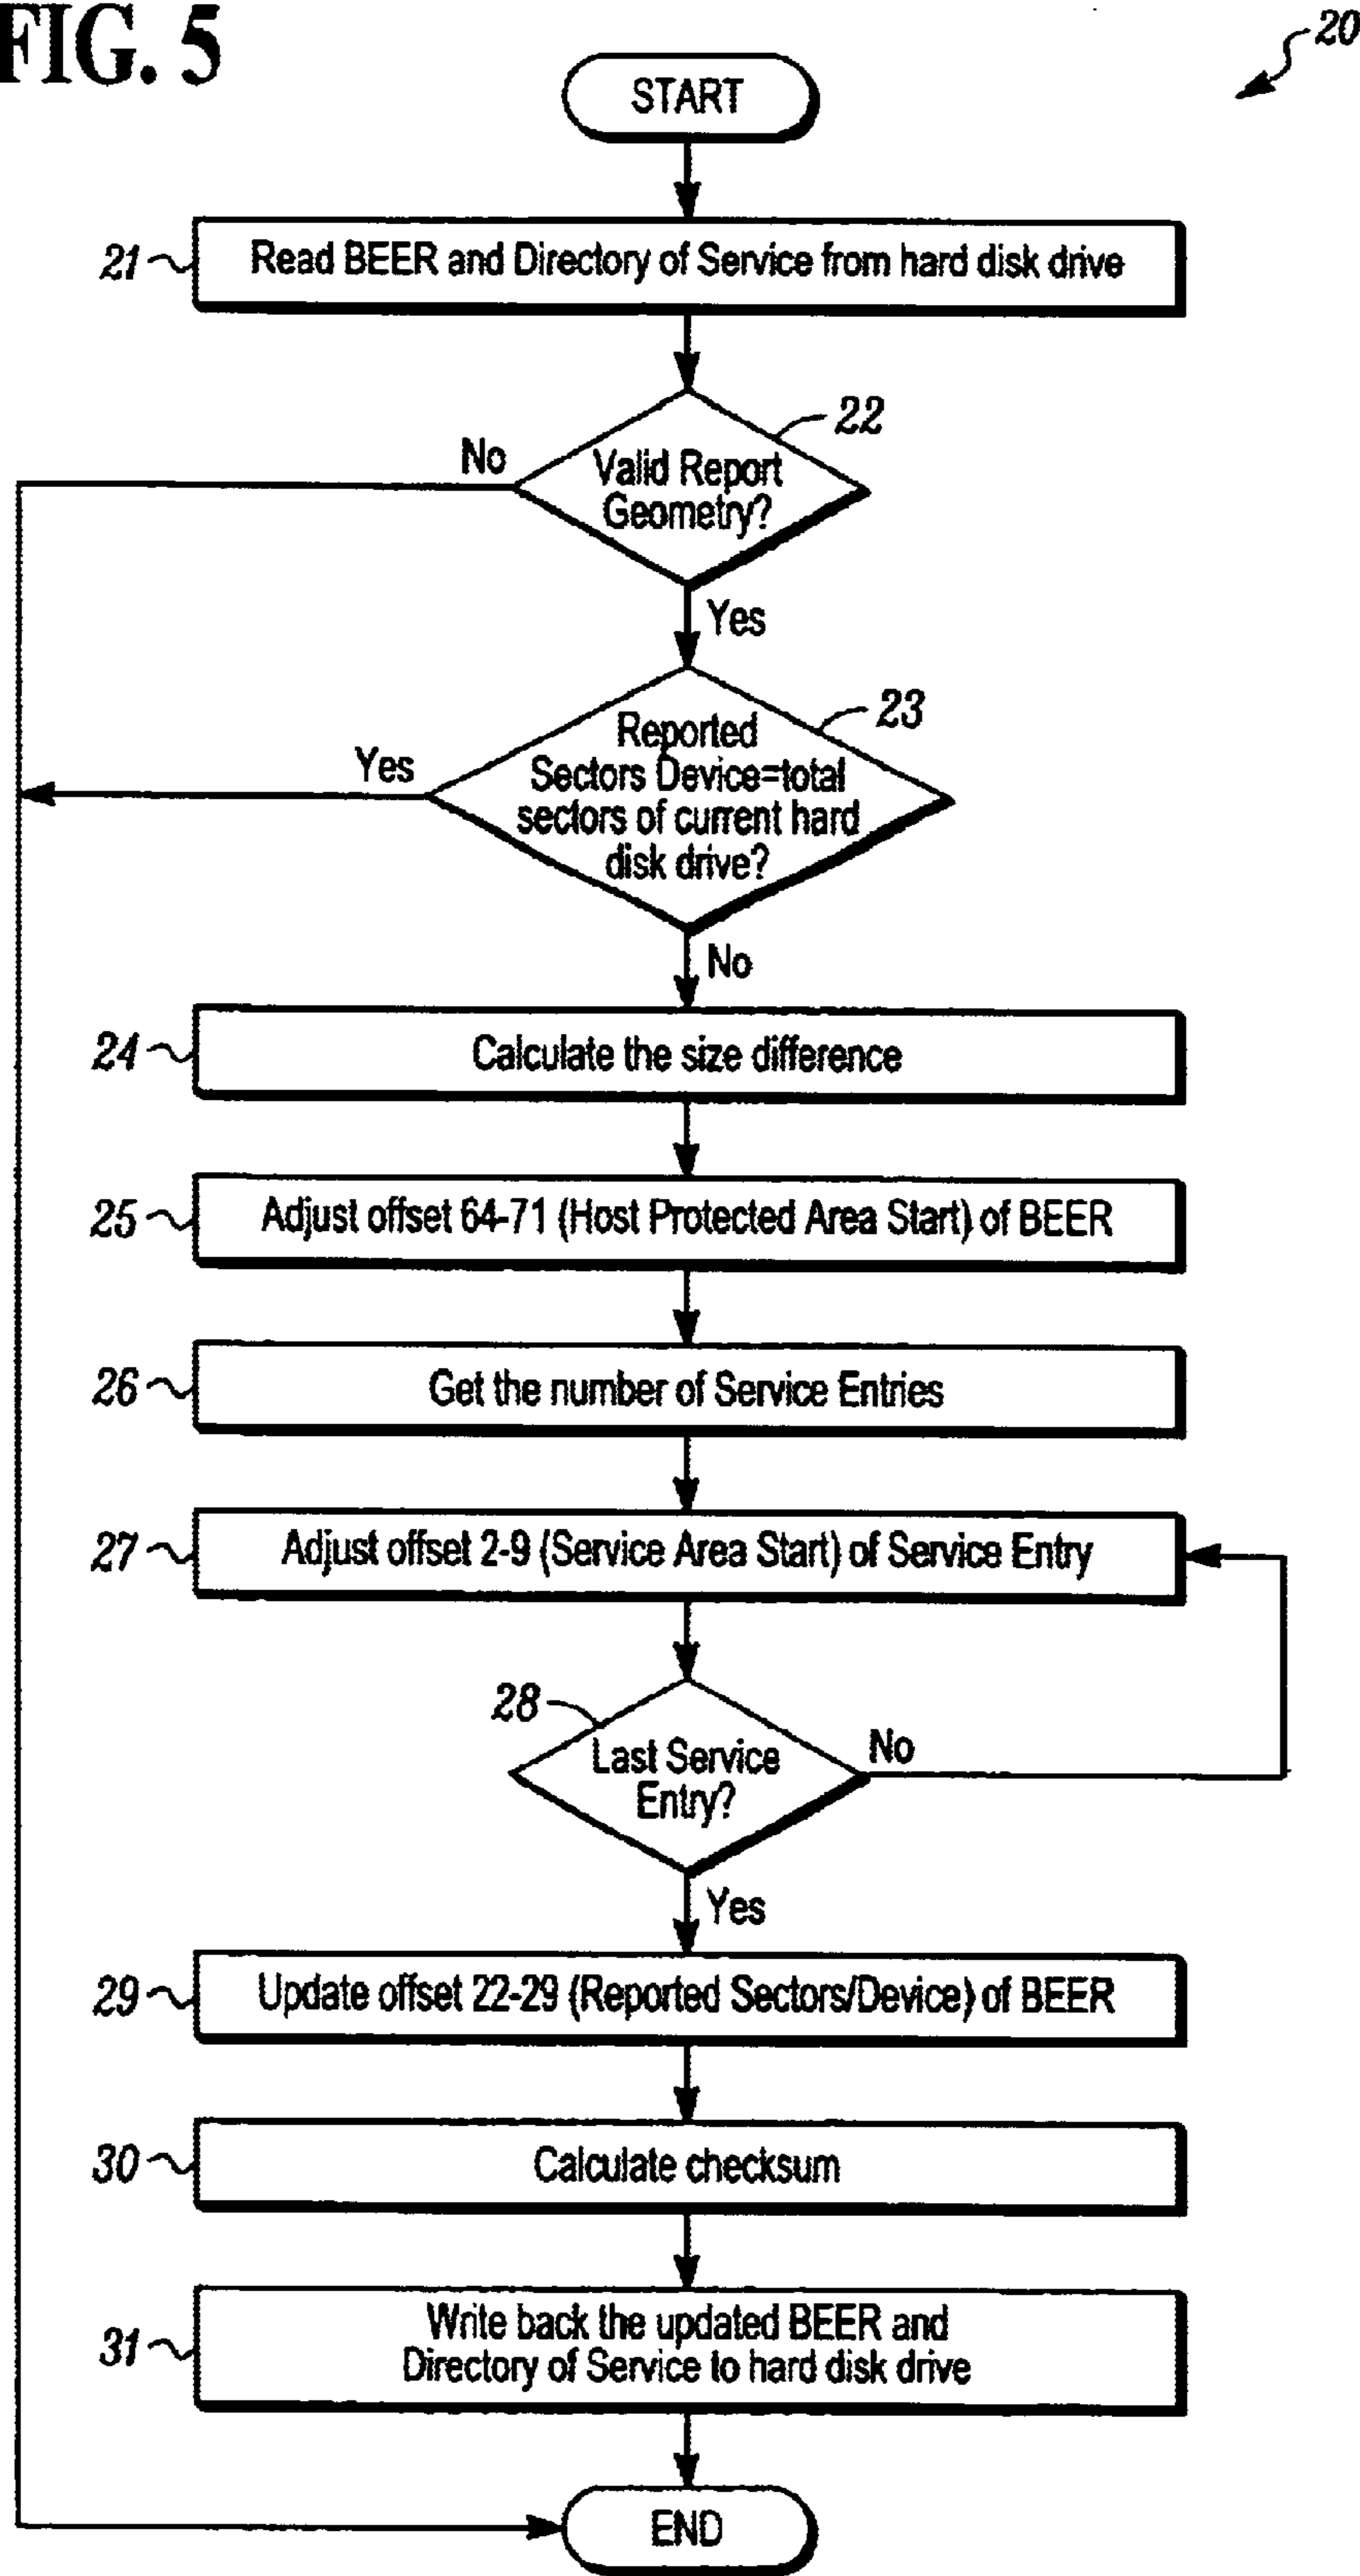 FIG. 5
20
START
21
Read BEER and Directory of Service from hard disk drive
22
No
Valid Report
Geometry?
Yes
23
Reported
Yes
Sectors Device=total
sectors of current hard
disk drive?
No
24
Calculate the size difference
25
Adjust offset 64-71 (Host Protected Area Start) of BEER
26
Get the number of Service Entries
27
Adjust offset 2-9 (Service Area Start) of Service Entry
28
Last Service
Entry?
No
Yes
29
Update offset 22-29 (Reported Sectors/Device) of BEER
30
Calculate checksum
31
Write back the updated BEER and
Directory of Service to hard disk drive
END